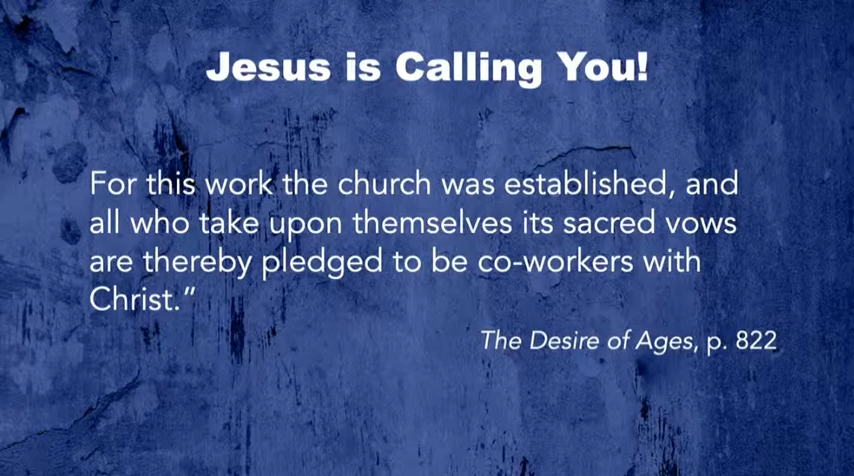 Jesus is Calling You!
For this work the church was established, and
all who take upon themselves its sacred vows
are thereby pledged to be co-workers with
Christ.”
The Desire of Ages, p. 822